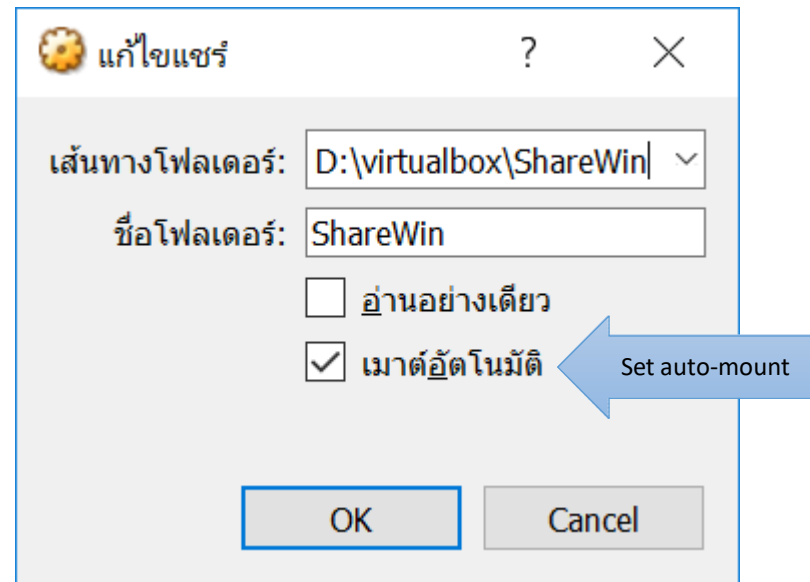 แก้ไขแชร์ ?
เส้นทางโฟลเดอร์: D:\virtualbox\ShareWin
ชื่อโฟลเดอร์: ShareWin
อ่านอย่างเดียว
เมาต์อัตโนมัติ Set auto-mount
OK Cancel